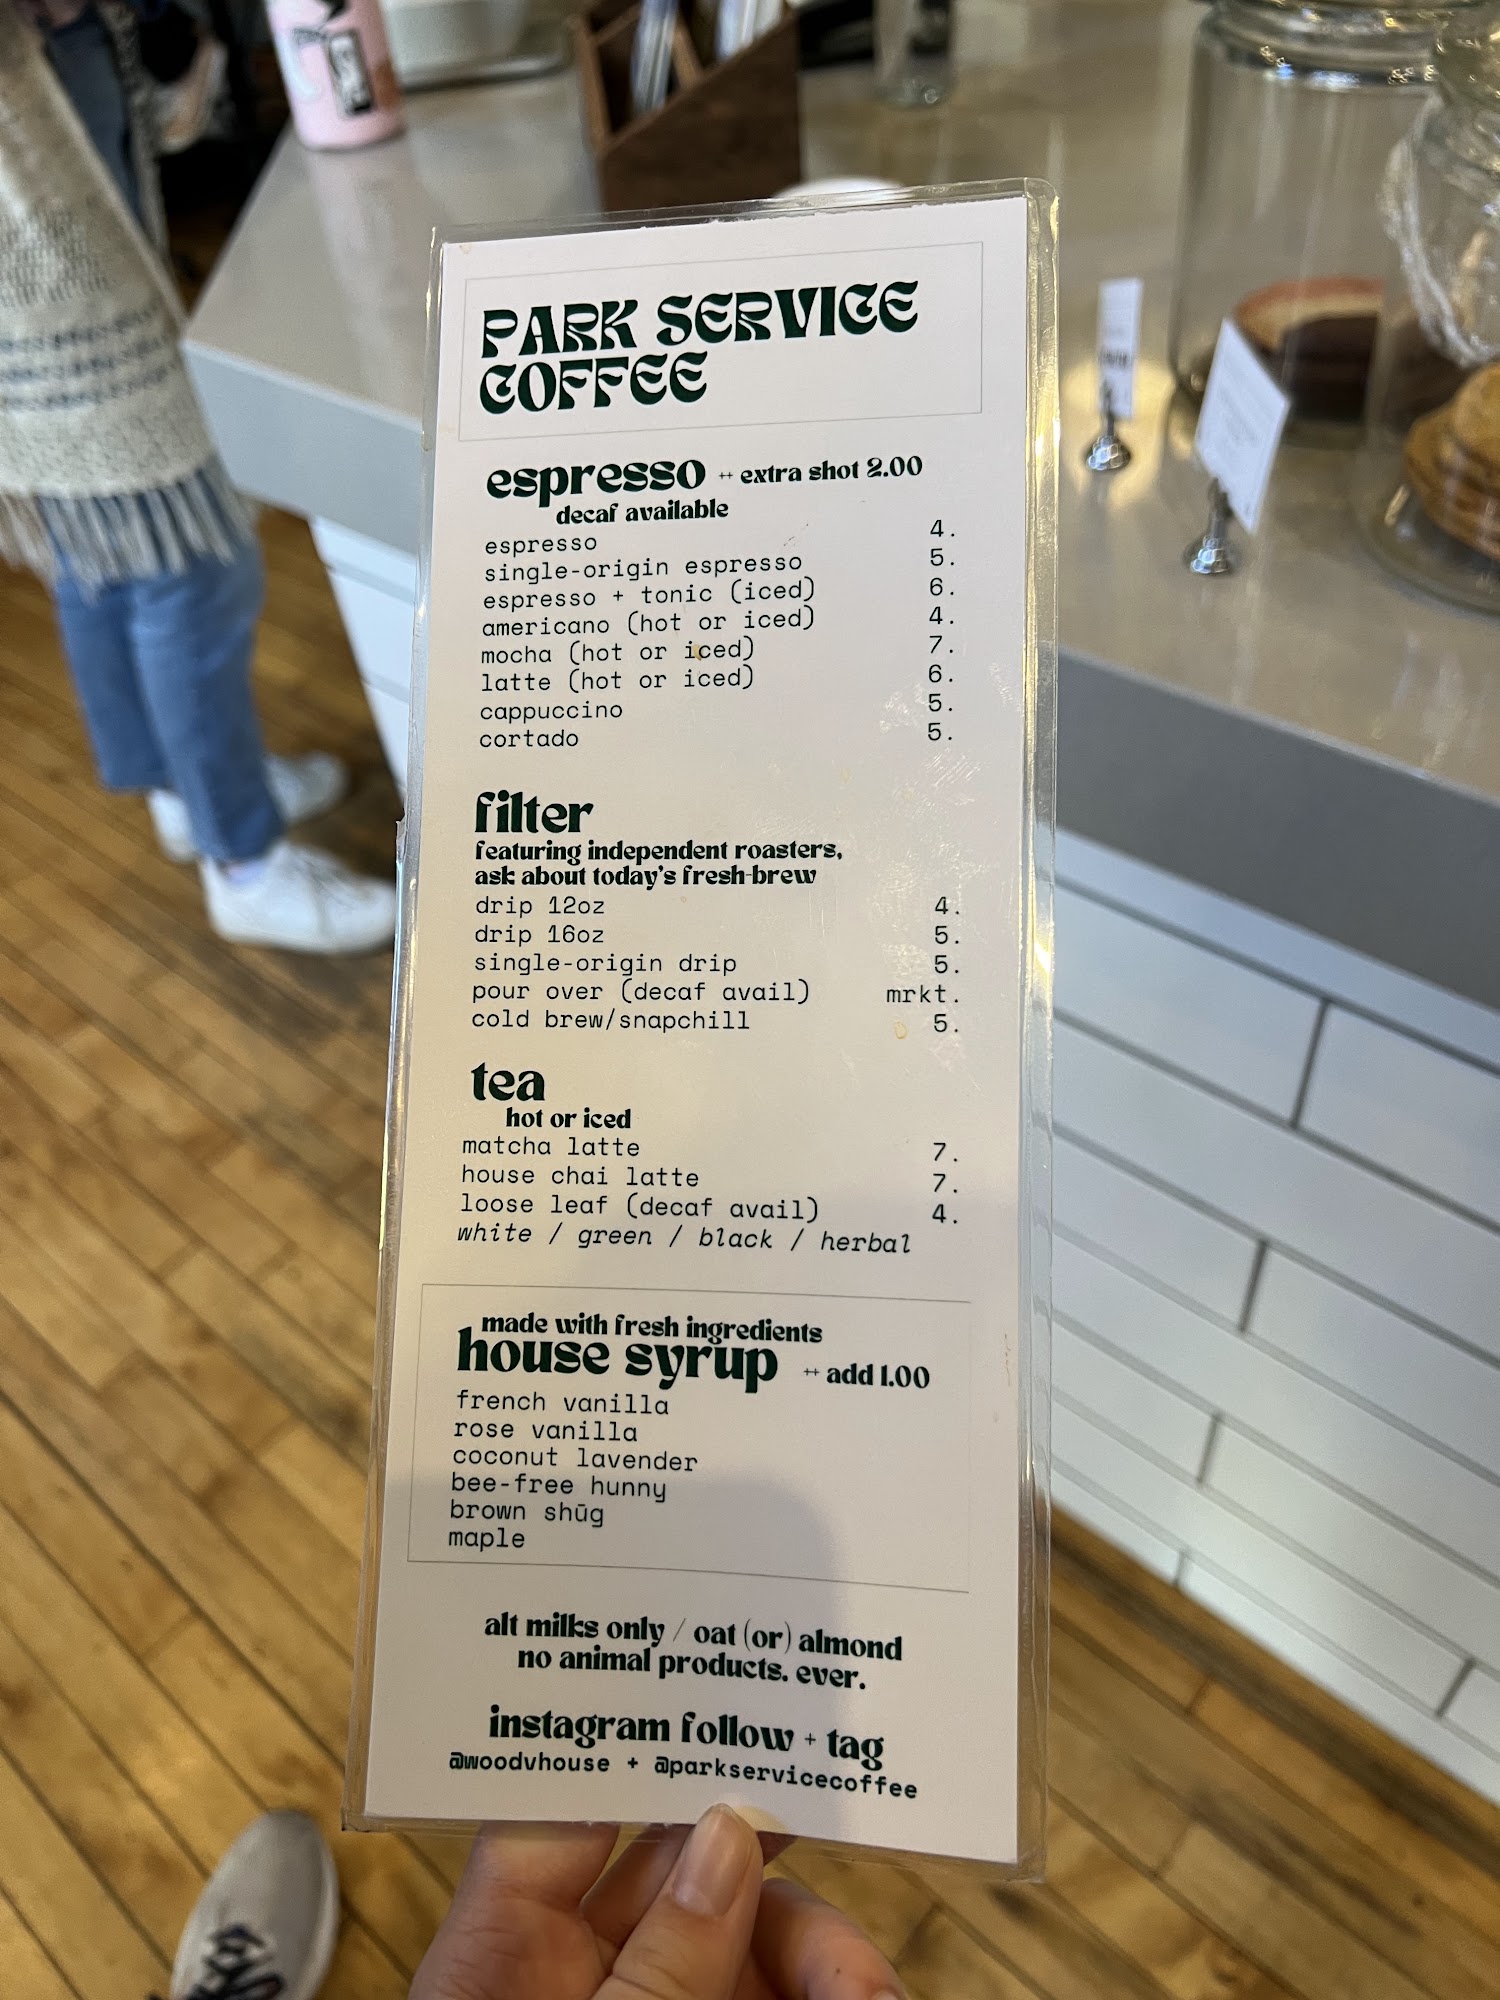 PARK SERVICE
COFFEE
espresso ++ extra shot 2.00
decaf available
espresso 4.
single-origin espresso 5.
espresso + tonic (iced) 6.
americano (hot or iced) 4.
mocha (hot or iced) 7.
latte (hot or iced) 6.
cappuccino 5.
cortado 5.
filter
featuring independent roasters,
ask about today's fresh-brew
drip 12oz 4.
drip 16oz 5.
single-origin drip 5.
pour over (decaf avail) mrkt.
cold brew/snapchill 5.
tea
hot or iced
matcha latte 7.
house chai latte 7.
loose leaf (decaf avail) 4.
white / green / black / herbal
made with fresh ingredients
house syrup ++ add 1.00
french vanilla
rose vanilla
coconut lavender
bee-free hunny
brown shūg
maple
alt milks only / oat (or) almond
no animal products. ever.
instagram follow + tag
@woodvhouse + @parkservicecoffee